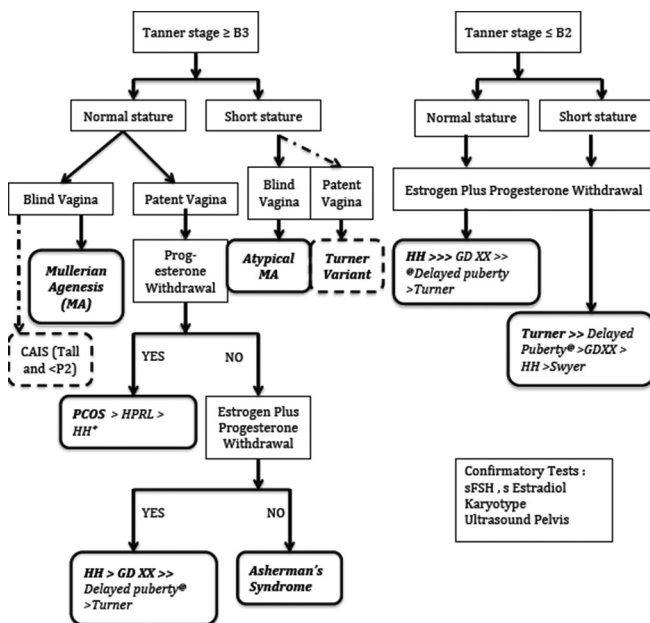 Tanner stage ≥ B3
Tanner stage ≤ B2
Normal stature
Short stature
Normal stature
Short stature
Blind Vagina
Patent Vagina
Blind
Vagina
Patent
Vagina
Estrogen Plus Progesterone Withdrawal
Mullerian
Agenesis
(MA)
Prog-
esterone
Withdrawal
Atypical
MA
Turner
Variant
HH >>> GD XX >>
@Delayed puberty
>Turner
CAIS (Tall
and <P2)
YES
NO
Turner >> Delayed
Puberty@ >GDXX >
HH >Swyer
PCOS > HPRL >
HH*
Estrogen Plus
Progesterone
Withdrawal
Confirmatory Tests :
sFSH , s Estradiol
Karyotype
Ultrasound Pelvis
YES
NO
HH > GD XX >>
Delayed puberty@
>Turner
Asherman's
Syndrome